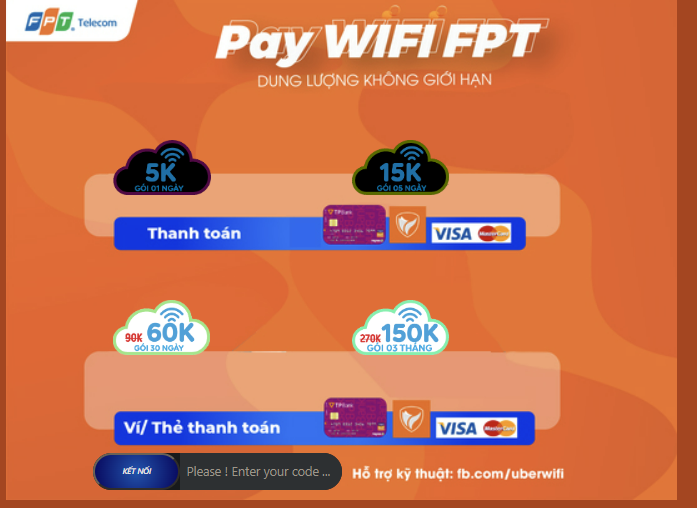 FPT Telecom
Pay WIFI FPT
DUNG LƯỢNG KHÔNG GIỚI HẠN
5K
GÓI 01 NGÀY
15K
GÓI 05 NGÀY
Thanh toán
VISA MasterCard
90K 60K
GÓI 30 NGÀY
270K 150K
GÓI 03 THÁNG
Ví/ Thẻ thanh toán
VISA MasterCard
KẾT NỐI
Please ! Enter your code ...
Hỗ trợ kỹ thuật: fb.com/uberwifi